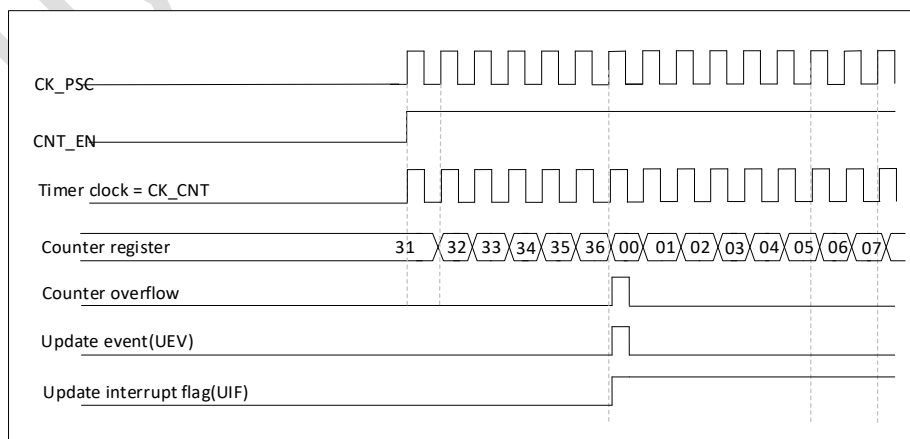 CK_PSC
CNT_EN
Timer clock = CK_CNT
Counter register 31 32 33 34 35 36 00 01 02 03 04 05 06 07
Counter overflow
Update event(UEV)
Update interrupt flag(UIF)